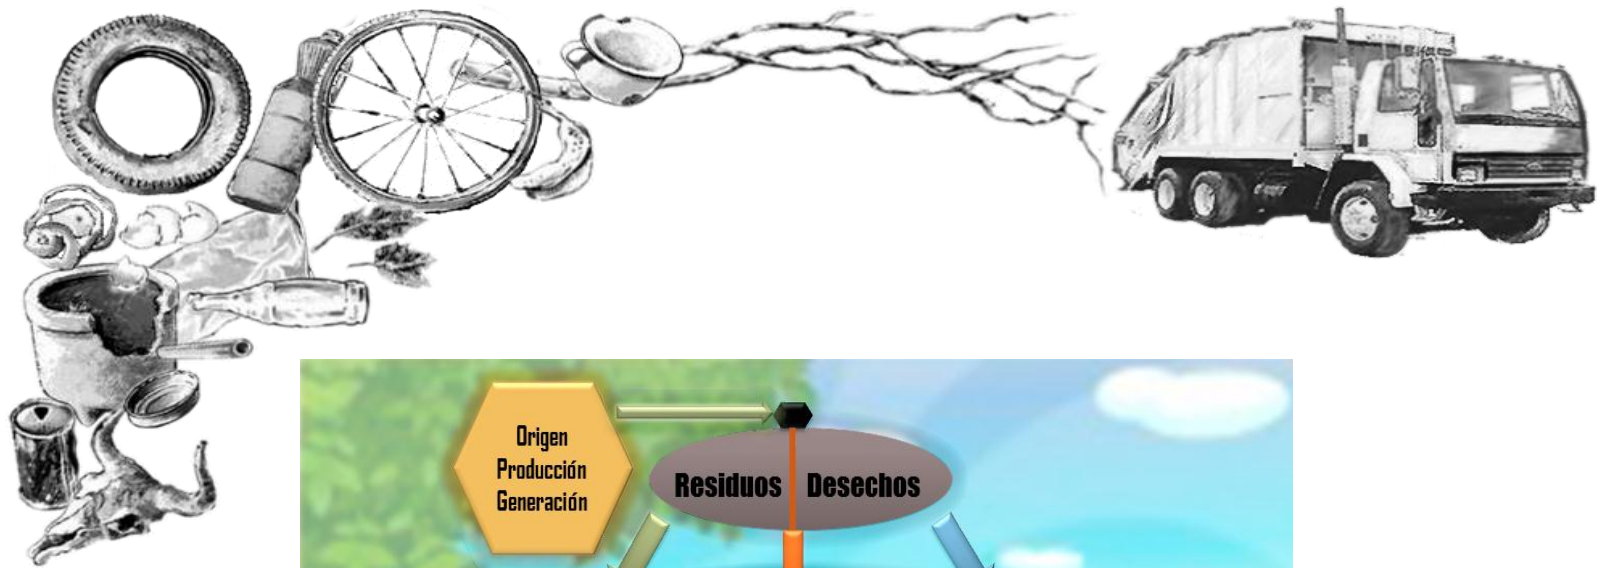 Origen
Producción
Generación
Residuos Desechos